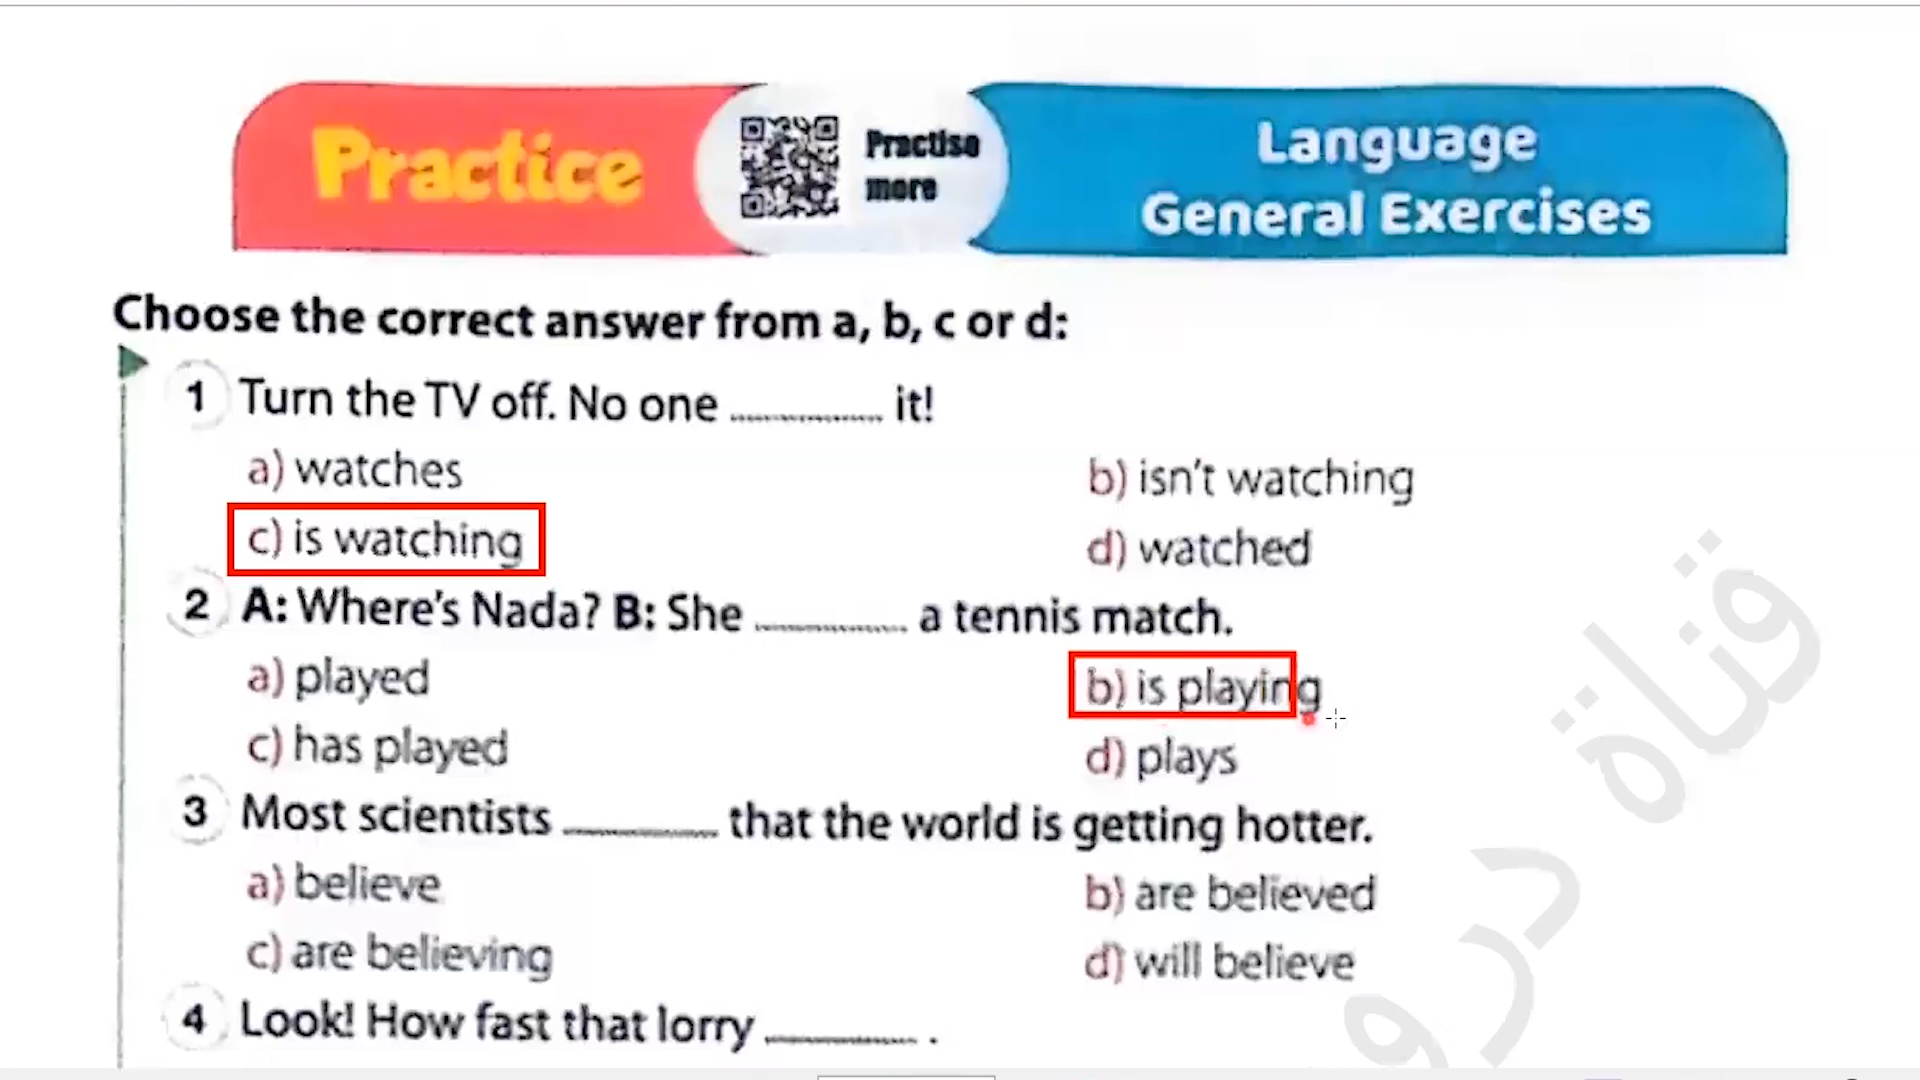 Practice
Practise
more
Language
General Exercises
Choose the correct answer from a, b, c or d:
1 Turn the TV off. No one ............... it!
a) watches
b) isn't watching
c) is watching
d) watched
2 A: Where's Nada? B: She ............... a tennis match.
a) played
b) is playing
c) has played
d) plays
3 Most scientists ............... that the world is getting hotter.
a) believe
b) are believed
c) are believing
d) will believe
4 Look! How fast that lorry ............... .
قناة